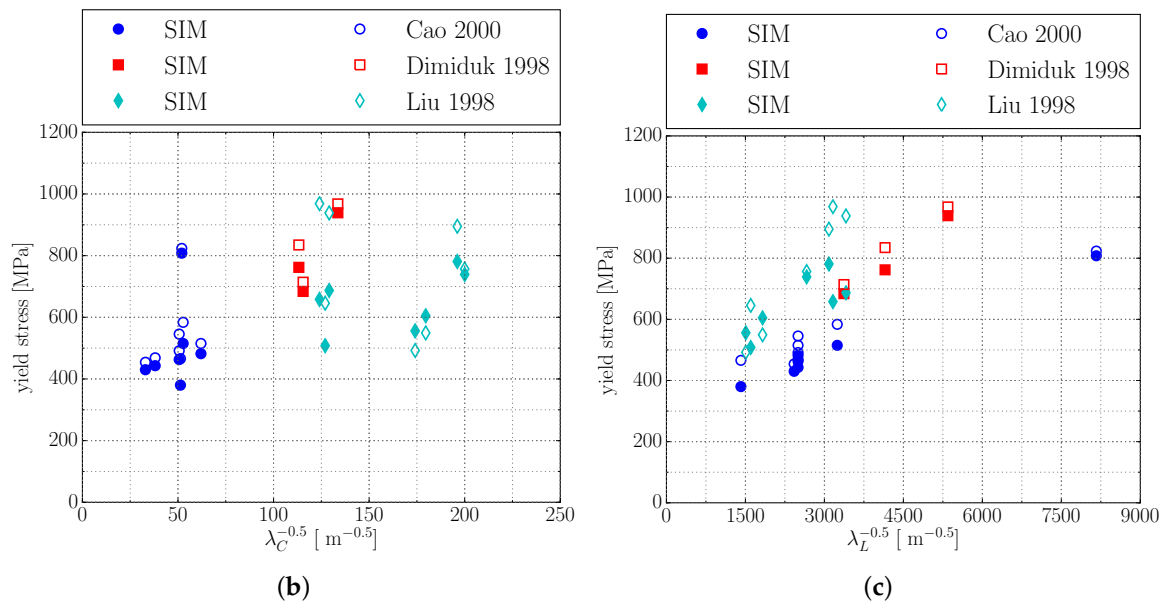 SIM Cao 2000
SIM Dimiduk 1998
SIM Liu 1998
1200
1000
800
600
400
200
0
yield stress [MPa]
0 50 100 150 200 250
λ_C^{-0.5} [ m^{-0.5}]
(b)
SIM Cao 2000
SIM Dimiduk 1998
SIM Liu 1998
1200
1000
800
600
400
200
0
yield stress [MPa]
0 1500 3000 4500 6000 7500 9000
λ_L^{-0.5} [ m^{-0.5}]
(c)